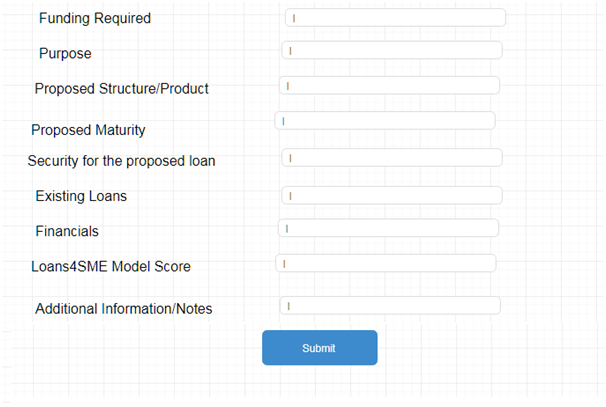 Funding Required
Purpose
Proposed Structure/Product
Proposed Maturity
Security for the proposed loan
Existing Loans
Financials
Loans4SME Model Score
Additional Information/Notes
Submit